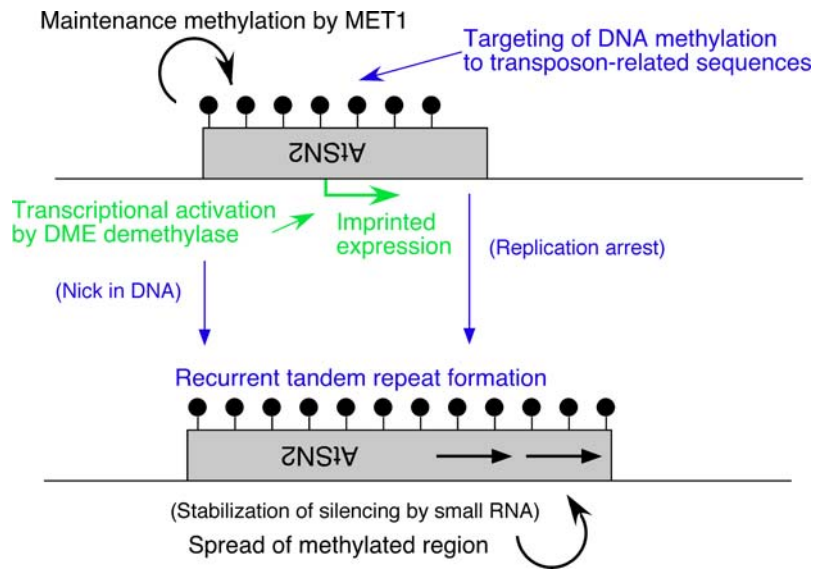 Maintenance methylation by MET1
Targeting of DNA methylation
to transposon-related sequences
AtSN2
Transcriptional activation
by DME demethylase
Imprinted
expression
(Replication arrest)
(Nick in DNA)
Recurrent tandem repeat formation
AtSN2
(Stabilization of silencing by small RNA)
Spread of methylated region